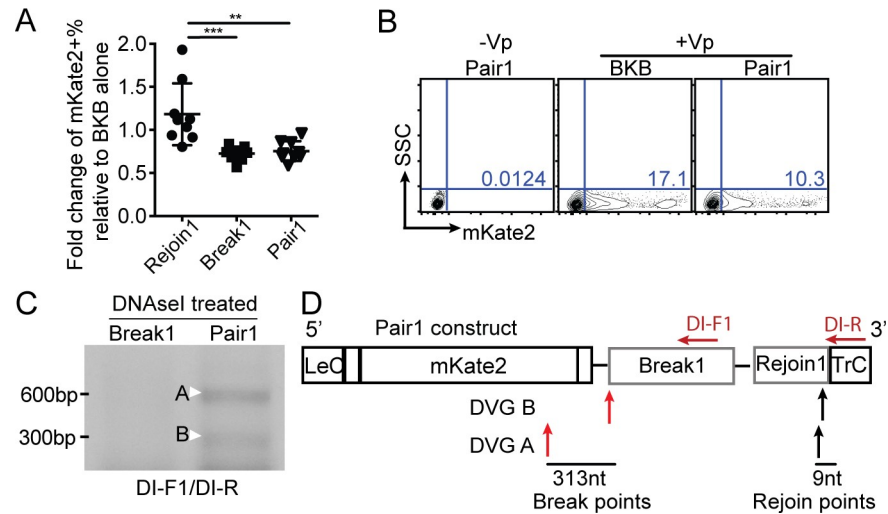 A
Fold change of mKate2+%
relative to BKB alone
2.0
1.5
1.0
0.5
0.0
**
***
Rejoin1
Break1
Pair1
B
-Vp
+Vp
Pair1
BKB
Pair1
SSC
0.0124
17.1
10.3
mKate2
C
DNAseI treated
Break1 Pair1
600bp
A
300bp
B
DI-F1/DI-R
D
5’
Pair1 construct
DI-F1
DI-R
3’
LeC
mKate2
Break1
Rejoin1
TrC
DVG B
DVG A
313nt
Break points
9nt
Rejoin points